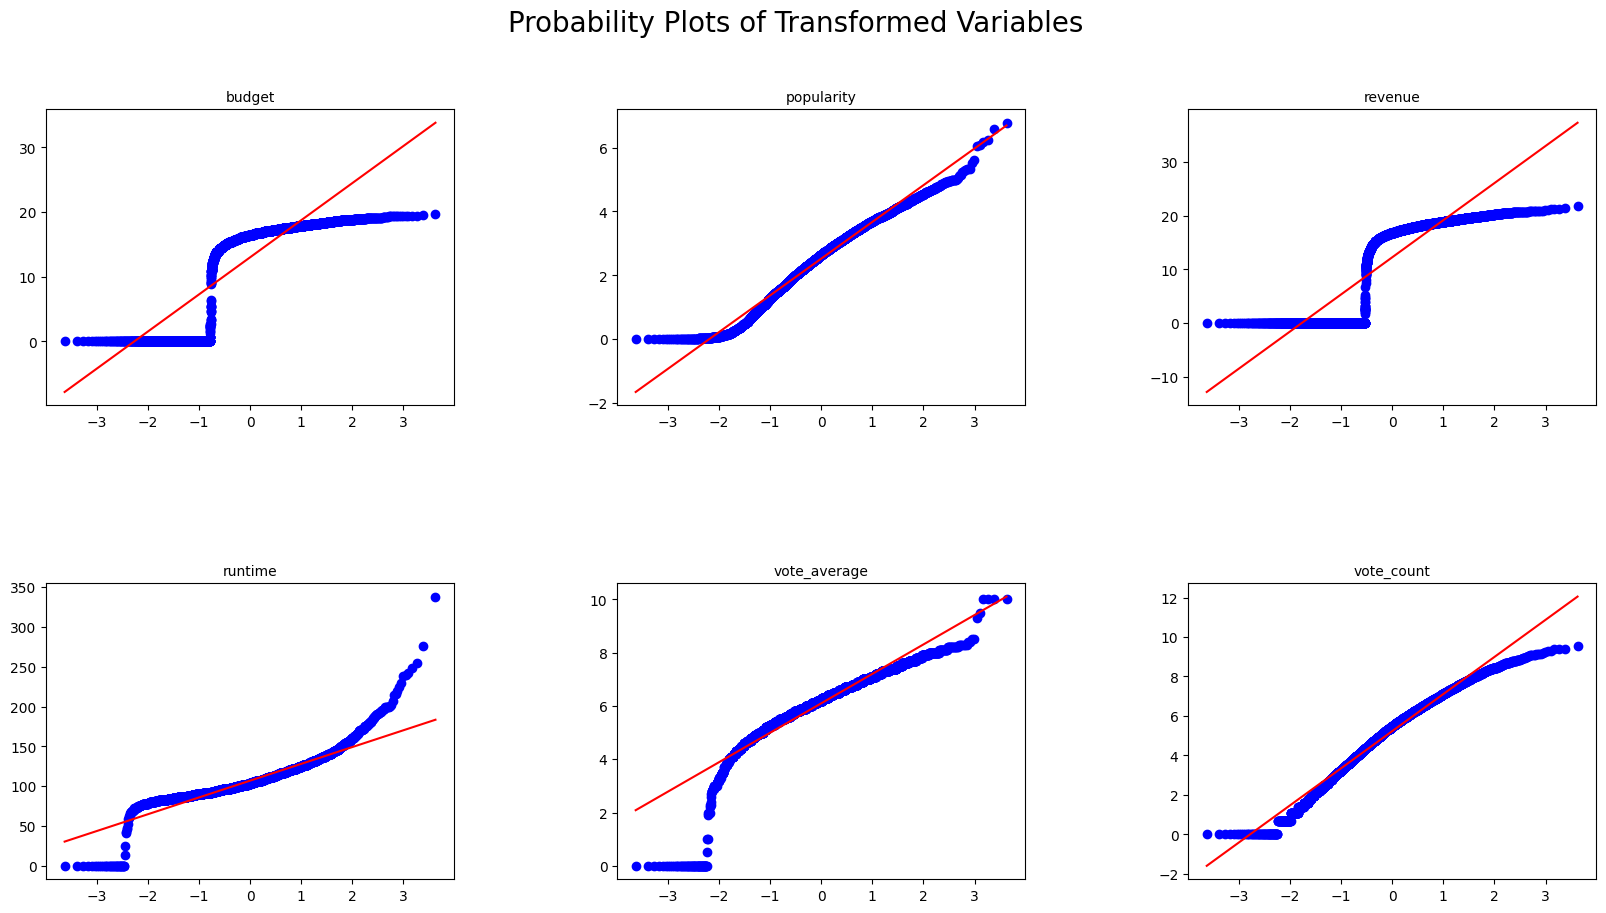 Probability Plots of Transformed Variables
budget
popularity
revenue
30
20
10
0
−3 −2 −1 0 1 2 3
6
4
2
0
−2
−3 −2 −1 0 1 2 3
30
20
10
0
−10
−3 −2 −1 0 1 2 3
runtime
vote_average
vote_count
350
300
250
200
150
100
50
0
−3 −2 −1 0 1 2 3
10
8
6
4
2
0
−3 −2 −1 0 1 2 3
12
10
8
6
4
2
0
−2
−3 −2 −1 0 1 2 3